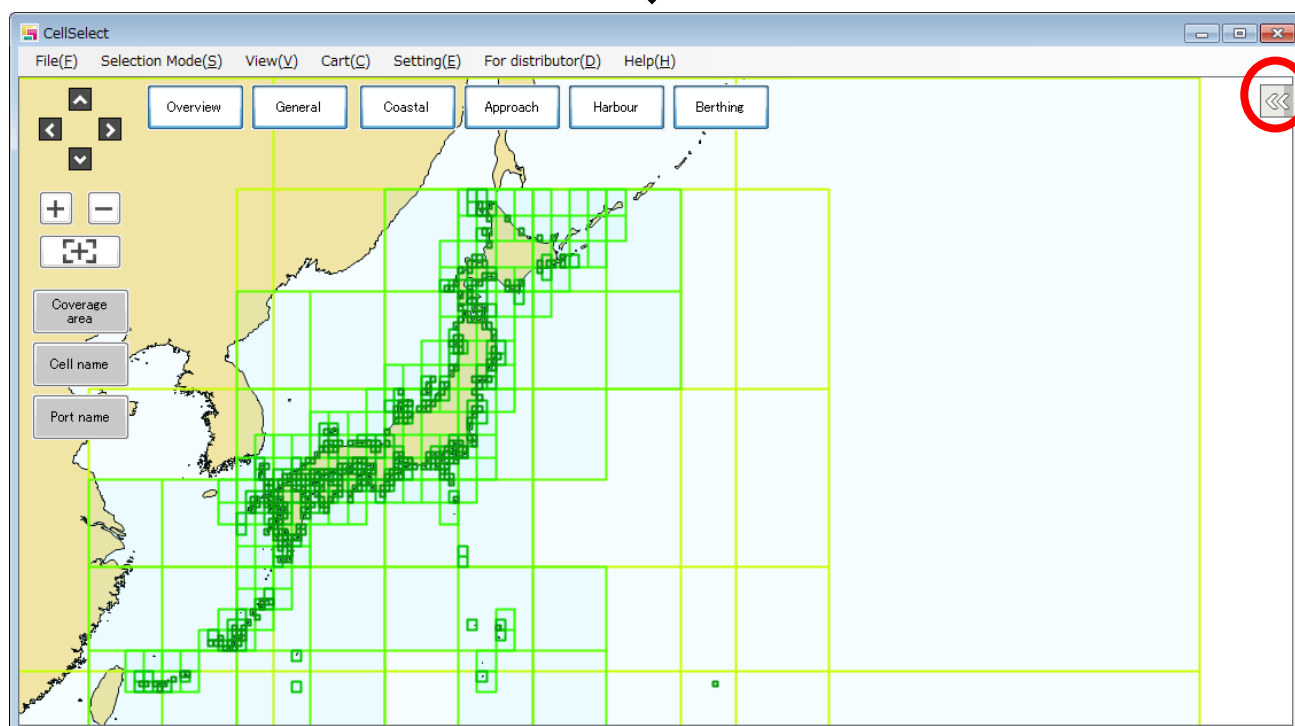 CellSelect
File(F) Selection Mode(S) View(V) Cart(C) Setting(E) For distributor(D) Help(H)
Overview General Coastal Approach Harbour Berthing
Coverage
area
Cell name
Port name